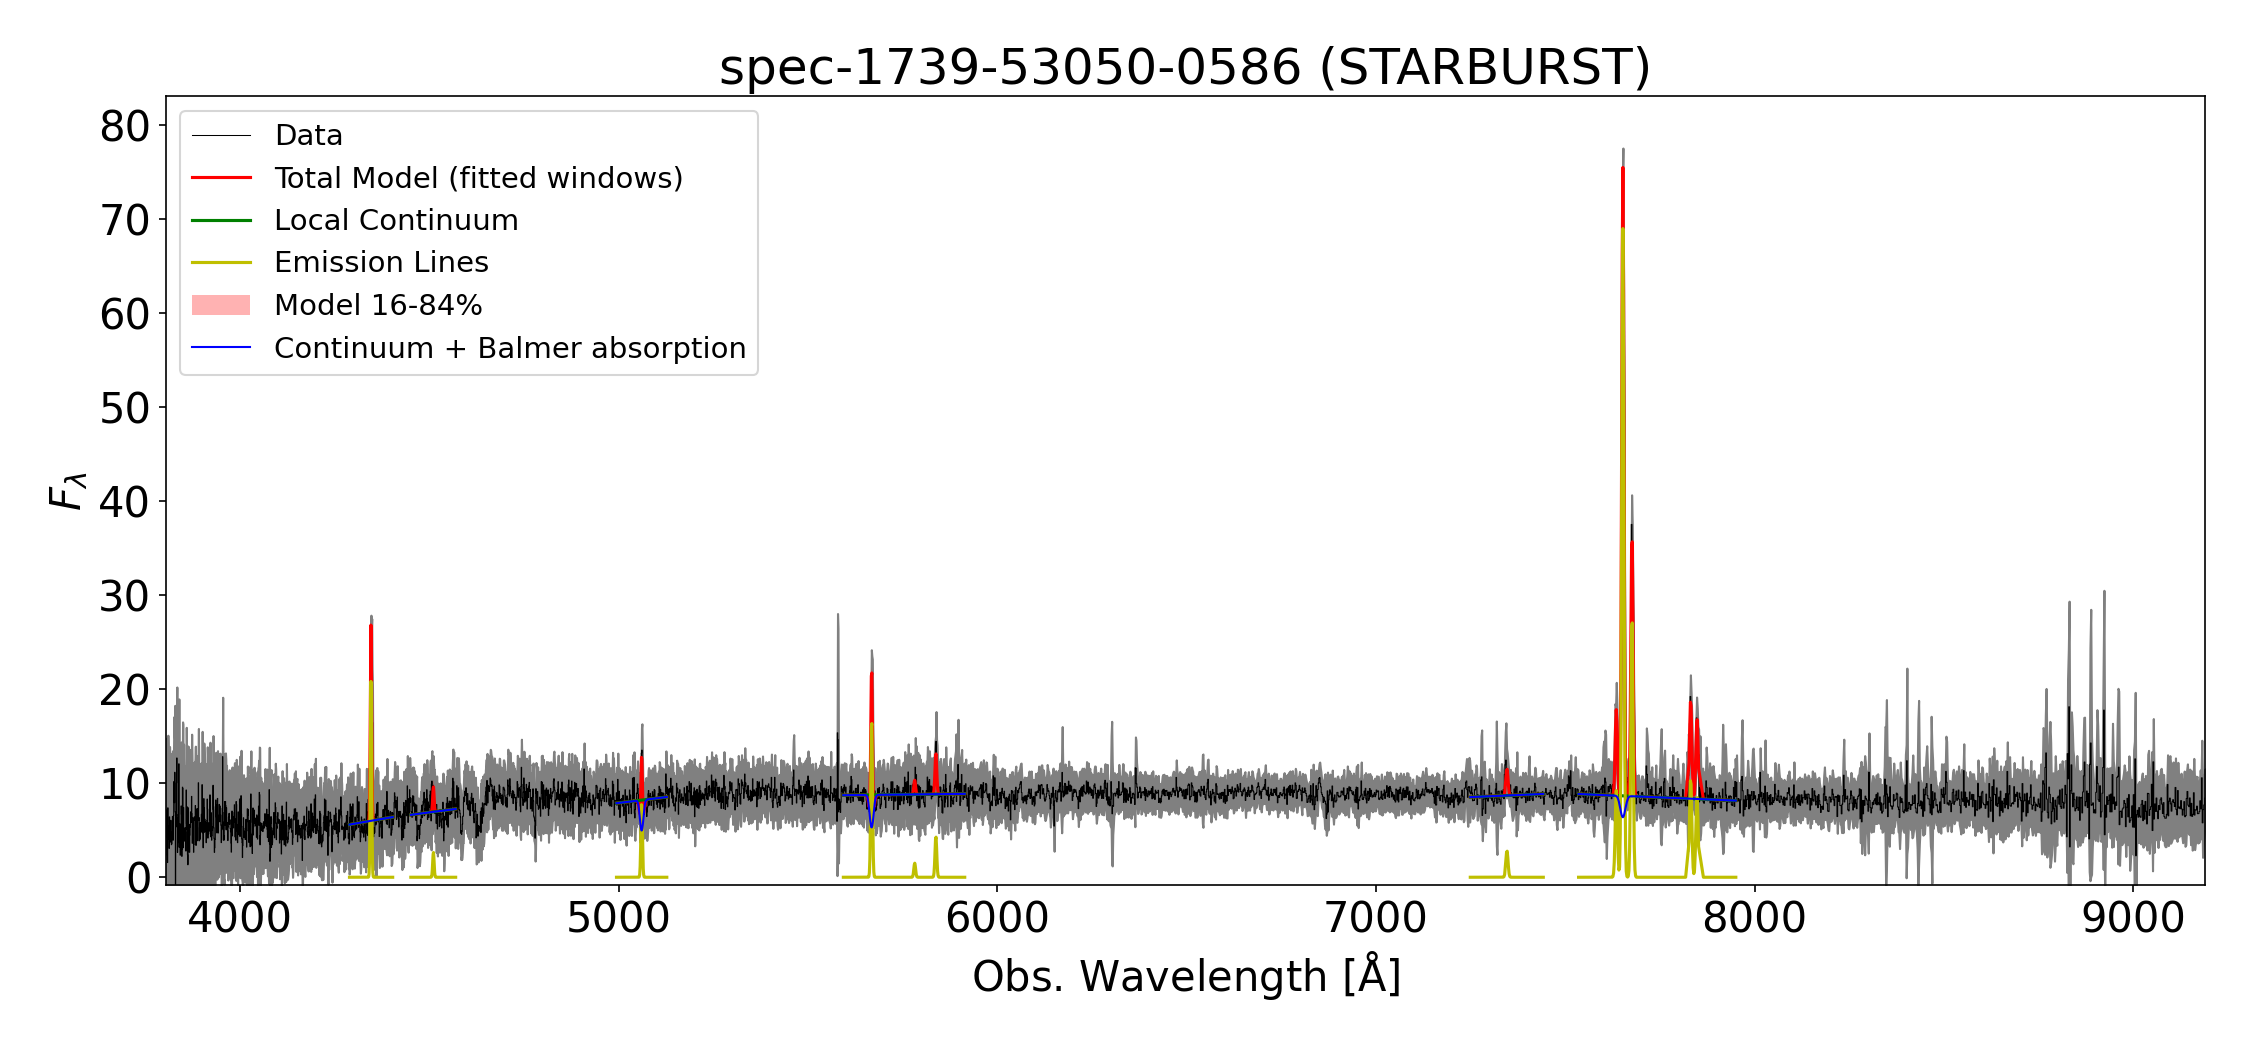 spec-1739-53050-0586 (STARBURST)
Data
Total Model (fitted windows)
Local Continuum
Emission Lines
Model 16-84%
Continuum + Balmer absorption
80
70
60
50
40
30
20
10
0
Fλ
4000 5000 6000 7000 8000 9000
Obs. Wavelength [Å]